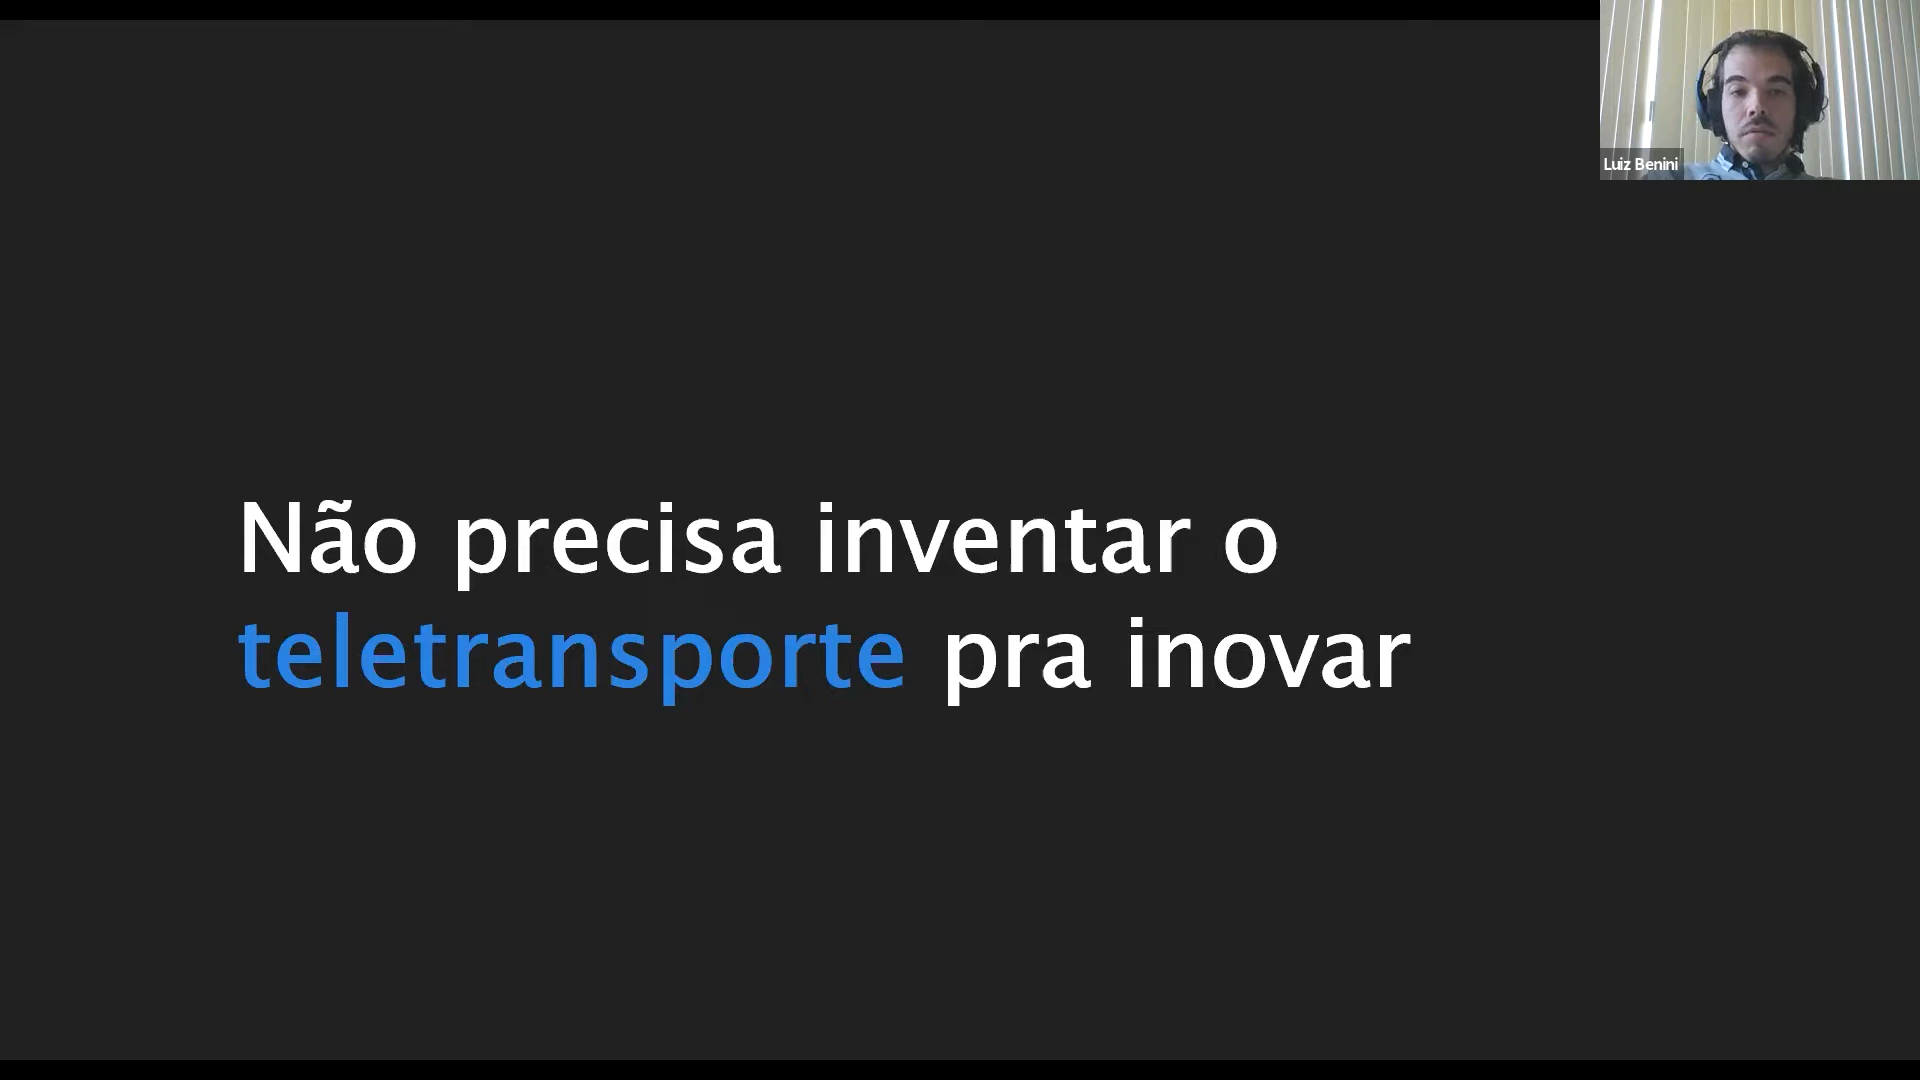 Luiz Benini
Não precisa inventar o
teletransporte pra inovar